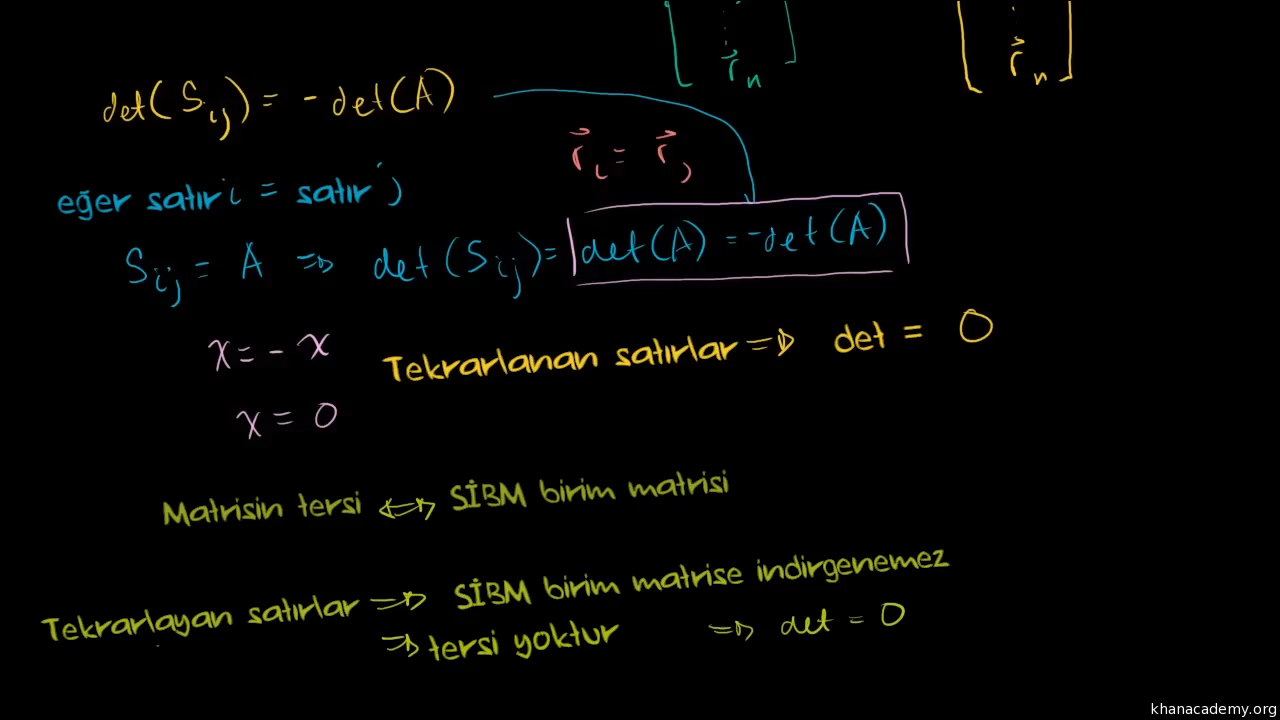 ⋮ ⋮
r⃗ₙ r⃗ₙ
det(Sᵢⱼ) = - det(A)
r⃗ᵢ = r⃗ⱼ
eğer satır i = satır j
Sᵢⱼ = A ⇒ det(Sᵢⱼ) = det(A) = -det(A)
x = - x
Tekrarlanan satırlar ⇒ det = 0
x = 0
Matrisin tersi ↔ SİBM birim matrisi
Tekrarlayan satırlar ⇒ SİBM birim matrise indirgenemez
⇒ tersi yoktur ⇒ det = 0
khanacademy.org